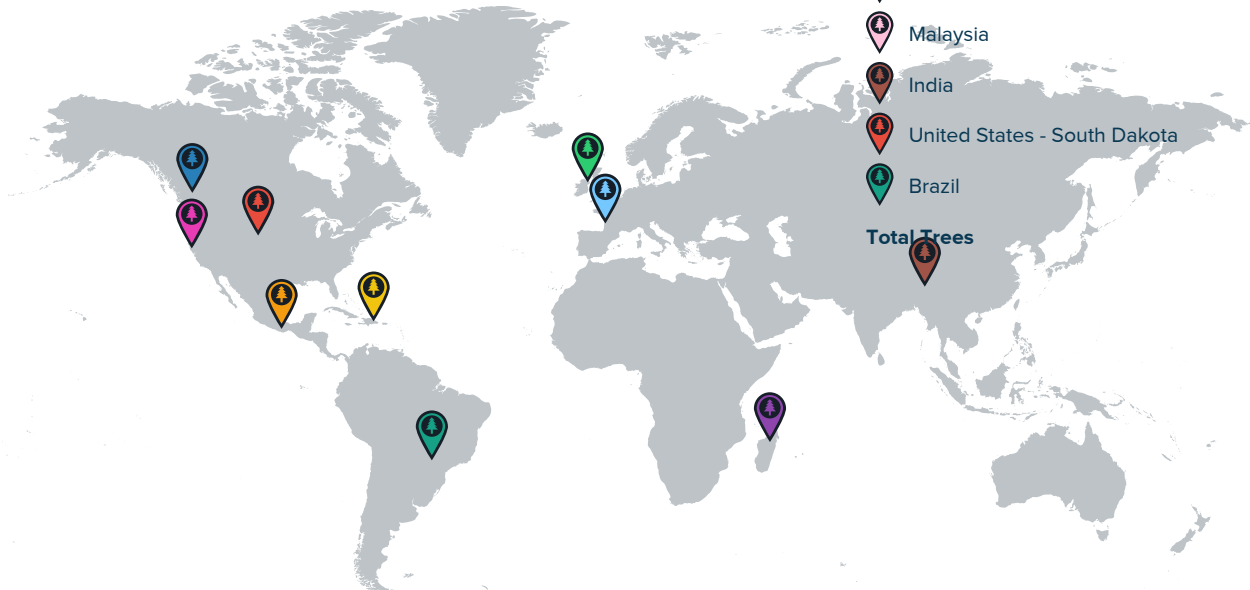 Malaysia
India
United States - South Dakota
Brazil
Total Trees